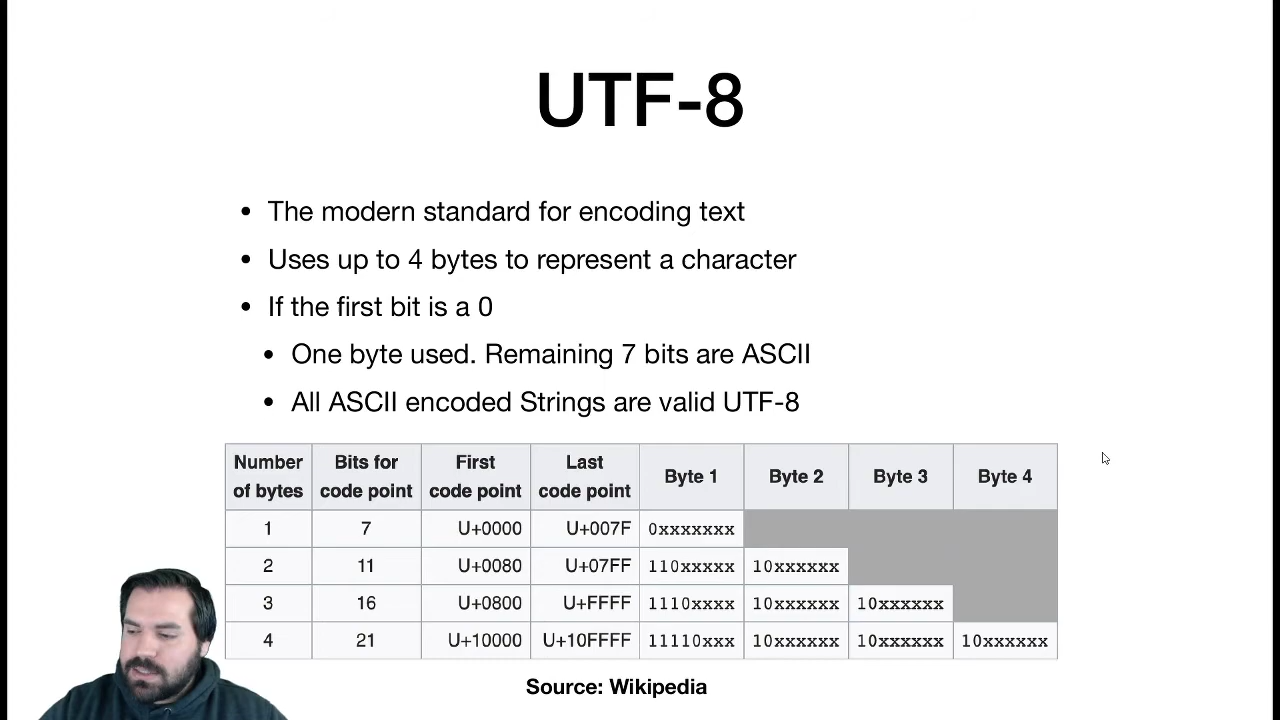 UTF-8
• The modern standard for encoding text
• Uses up to 4 bytes to represent a character
• If the first bit is a 0
• One byte used. Remaining 7 bits are ASCII
• All ASCII encoded Strings are valid UTF-8
Number of bytes Bits for code point First code point Last code point Byte 1 Byte 2 Byte 3 Byte 4
1 7 U+0000 U+007F 0xxxxxxx
2 11 U+0080 U+07FF 110xxxxx 10xxxxxx
3 16 U+0800 U+FFFF 1110xxxx 10xxxxxx 10xxxxxx
4 21 U+10000 U+10FFFF 11110xxx 10xxxxxx 10xxxxxx 10xxxxxx
Source: Wikipedia